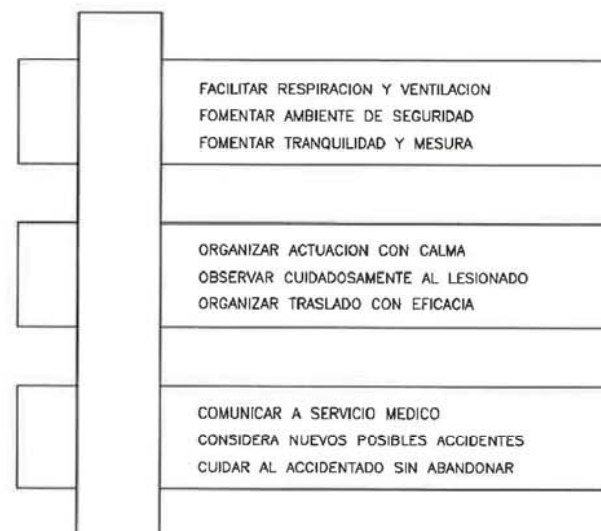 FACILITAR RESPIRACION Y VENTILACION
FOMENTAR AMBIENTE DE SEGURIDAD
FOMENTAR TRANQUILIDAD Y MESURA
ORGANIZAR ACTUACION CON CALMA
OBSERVAR CUIDADOSAMENTE AL LESIONADO
ORGANIZAR TRASLADO CON EFICACIA
COMUNICAR A SERVICIO MEDICO
CONSIDERA NUEVOS POSIBLES ACCIDENTES
CUIDAR AL ACCIDENTADO SIN ABANDONAR